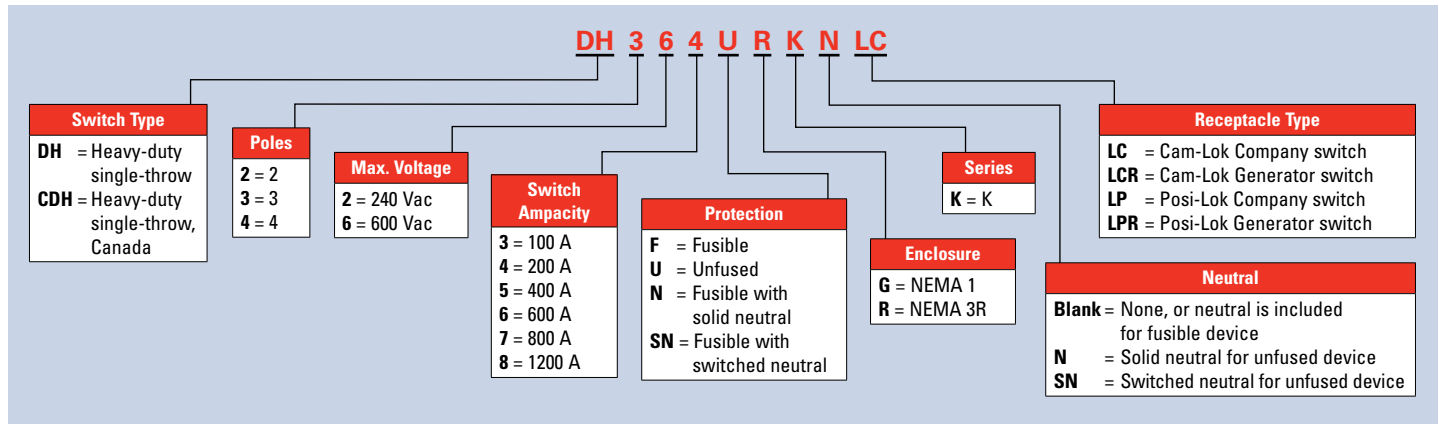 DH 3 6 4 U R K N LC
Switch Type
DH = Heavy-duty
single-throw
CDH = Heavy-duty
single-throw,
Canada
Poles
2 = 2
3 = 3
4 = 4
Max. Voltage
2 = 240 Vac
6 = 600 Vac
Switch
Ampacity
3 = 100 A
4 = 200 A
5 = 400 A
6 = 600 A
7 = 800 A
8 = 1200 A
Protection
F = Fusible
U = Unfused
N = Fusible with
solid neutral
SN = Fusible with
switched neutral
Enclosure
G = NEMA 1
R = NEMA 3R
Series
K = K
Neutral
Blank = None, or neutral is included
for fusible device
N = Solid neutral for unfused device
SN = Switched neutral for unfused device
Receptacle Type
LC = Cam-Lok Company switch
LCR = Cam-Lok Generator switch
LP = Posi-Lok Company switch
LPR = Posi-Lok Generator switch